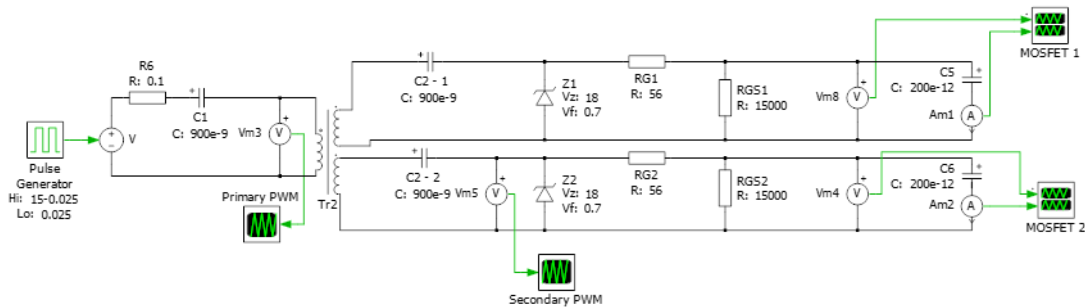 R6
R: 0.1
C1
C: 900e-9
V
Vm3
V
Pulse
Generator
Hi: 15-0.025
Lo: 0.025
Primary PWM
Tr2
C2 - 1
C: 900e-9
Z1
Vz: 18
Vf: 0.7
RG1
R: 56
RGS1
R: 15000
Vm8
V
C5
C: 200e-12
Am1
A
MOSFET 1
C2 - 2
C: 900e-9
Vm5
V
Z2
Vz: 18
Vf: 0.7
RG2
R: 56
RGS2
R: 15000
Vm4
V
C6
C: 200e-12
Am2
A
MOSFET 2
Secondary PWM